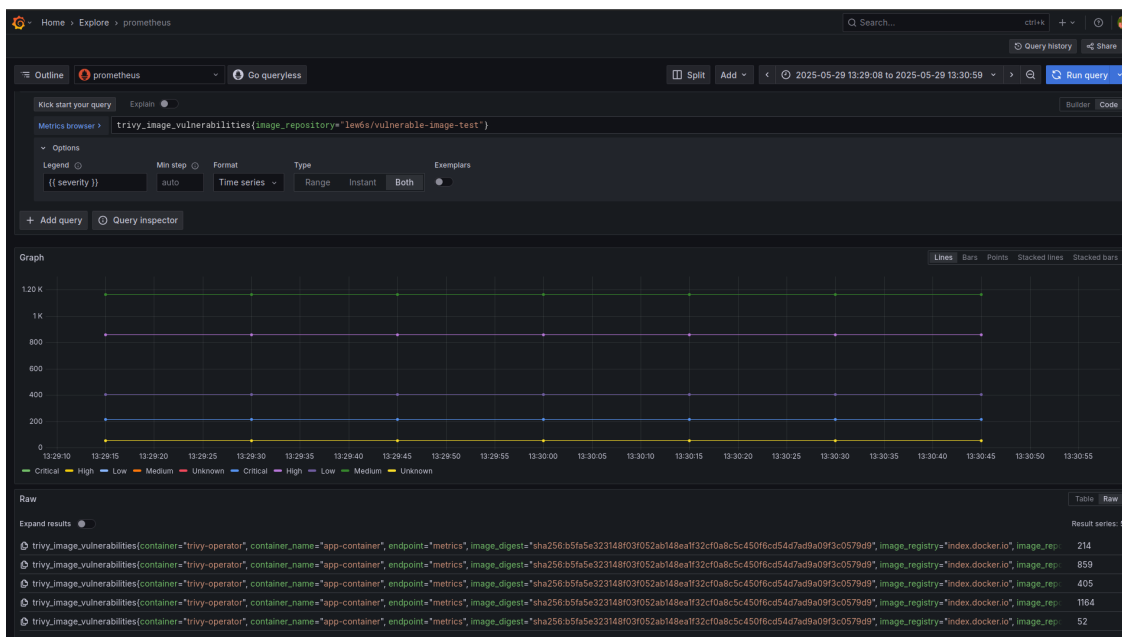 Home › Explore › prometheus
Search... ctrl+k
Query history Share
Outline prometheus Go queryless Split Add 2025-05-29 13:29:08 to 2025-05-29 13:30:59 Run query
Kick start your query Explain Builder Code
Metrics browser > trivy_image_vulnerabilities{image_repository="lew6s/vulnerable-image-test"}
Options
Legend Min step Format Type Exemplars
{{ severity }} auto Time series Range Instant Both
+ Add query Query inspector
Graph Lines Bars Points Stacked lines Stacked bars
1.20 K
1 K
800
600
400
200
0
13:29:10 13:29:15 13:29:20 13:29:25 13:29:30 13:29:35 13:29:40 13:29:45 13:29:50 13:29:55 13:30:00 13:30:05 13:30:10 13:30:15 13:30:20 13:30:25 13:30:30 13:30:35 13:30:40 13:30:45 13:30:50 13:30:55
Critical High Low Medium Unknown Critical High Low Medium Unknown
Raw Table Raw
Expand results Result series:
trivy_image_vulnerabilities{container="trivy-operator", container_name="app-container", endpoint="metrics", image_digest="sha256:b5fa5e323148f03f052ab148ea1f32cf0a8c5c450f6cd54d7ad9a09f3c0579d9", image_registry="index.docker.io", image_repo 214
trivy_image_vulnerabilities{container="trivy-operator", container_name="app-container", endpoint="metrics", image_digest="sha256:b5fa5e323148f03f052ab148ea1f32cf0a8c5c450f6cd54d7ad9a09f3c0579d9", image_registry="index.docker.io", image_repo 859
trivy_image_vulnerabilities{container="trivy-operator", container_name="app-container", endpoint="metrics", image_digest="sha256:b5fa5e323148f03f052ab148ea1f32cf0a8c5c450f6cd54d7ad9a09f3c0579d9", image_registry="index.docker.io", image_repo 405
trivy_image_vulnerabilities{container="trivy-operator", container_name="app-container", endpoint="metrics", image_digest="sha256:b5fa5e323148f03f052ab148ea1f32cf0a8c5c450f6cd54d7ad9a09f3c0579d9", image_registry="index.docker.io", image_rep 1164
trivy_image_vulnerabilities{container="trivy-operator", container_name="app-container", endpoint="metrics", image_digest="sha256:b5fa5e323148f03f052ab148ea1f32cf0a8c5c450f6cd54d7ad9a09f3c0579d9", image_registry="index.docker.io", image_rep 52